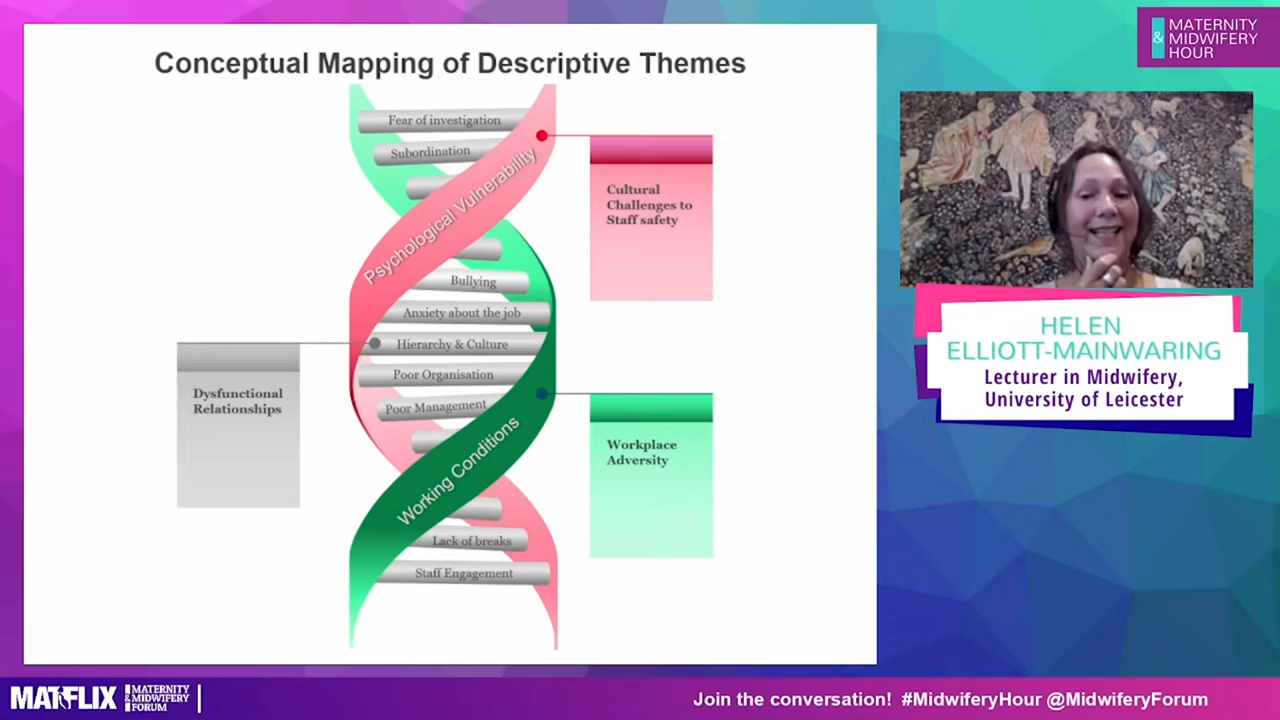 Conceptual Mapping of Descriptive Themes
Fear of investigation
Subordination
Psychological Vulnerability
Cultural
Challenges to
Staff safety
Bullying
Anxiety about the job
Hierarchy & Culture
Poor Organisation
Poor Management
Dysfunctional
Relationships
Working Conditions
Workplace
Adversity
Lack of breaks
Staff Engagement
MATERNITY
& MIDWIFERY
HOUR
HELEN
ELLIOTT-MAINWARING
Lecturer in Midwifery,
University of Leicester
MATFLIX
MATERNITY
& MIDWIFERY
FORUM
Join the conversation! #MidwiferyHour @MidwiferyForum